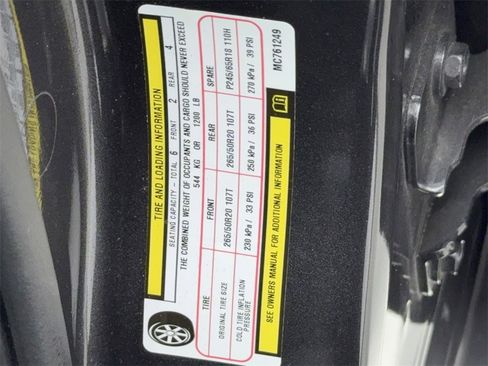 TIRE AND LOADING INFORMATION
SEATING CAPACITY - TOTAL 6 FRONT 2 REAR 4
THE COMBINED WEIGHT OF OCCUPANTS AND CARGO SHOULD NEVER EXCEED
544 KG OR 1200 LB
TIRE FRONT REAR SPARE
ORIGINAL TIRE SIZE 265/50R20 107T 265/50R20 107T P245/65R18 110H
COLD TIRE INFLATION PRESSURE 230 kPa / 33 PSI 250 kPa / 36 PSI 270 kPa / 39 PSI
SEE OWNERS MANUAL FOR ADDITIONAL INFORMATION
MC761249